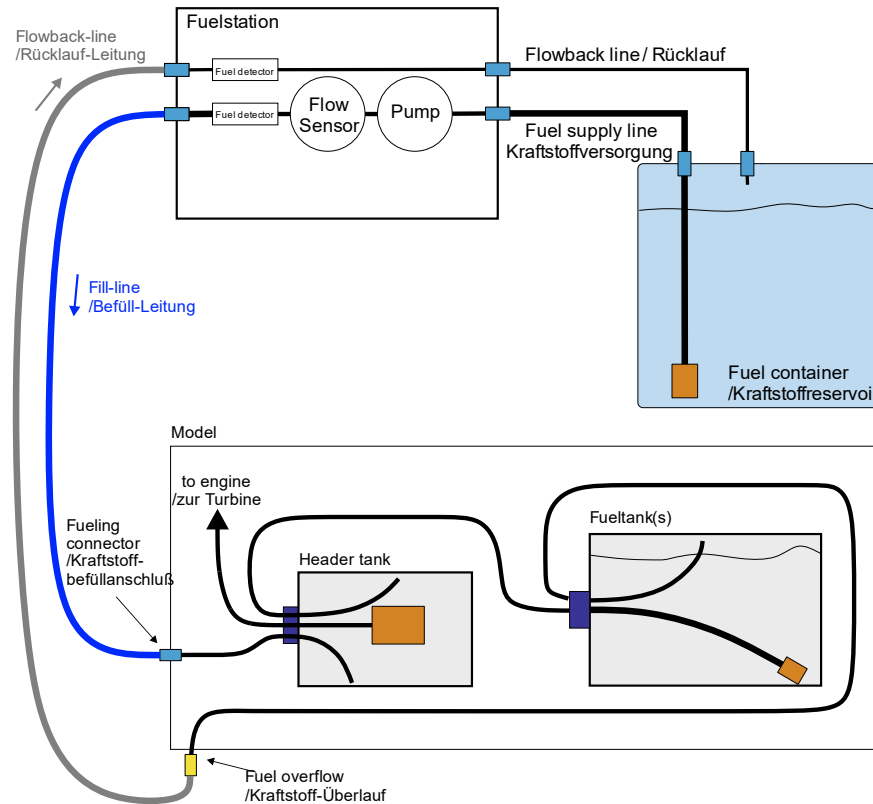 Fuelstation
Flowback-line
/Rücklauf-Leitung
Fuel detector
Flowback line / Rücklauf
Fuel detector
Flow
Sensor
Pump
Fuel supply line
Kraftstoffversorgung
Fill-line
/Befüll-Leitung
Fuel container
/Kraftstoffreservoi
Model
to engine
/zur Turbine
Fueling
connector
/Kraftstoff-
befüllanschluß
Header tank
Fueltank(s)
Fuel overflow
/Kraftstoff-Überlauf